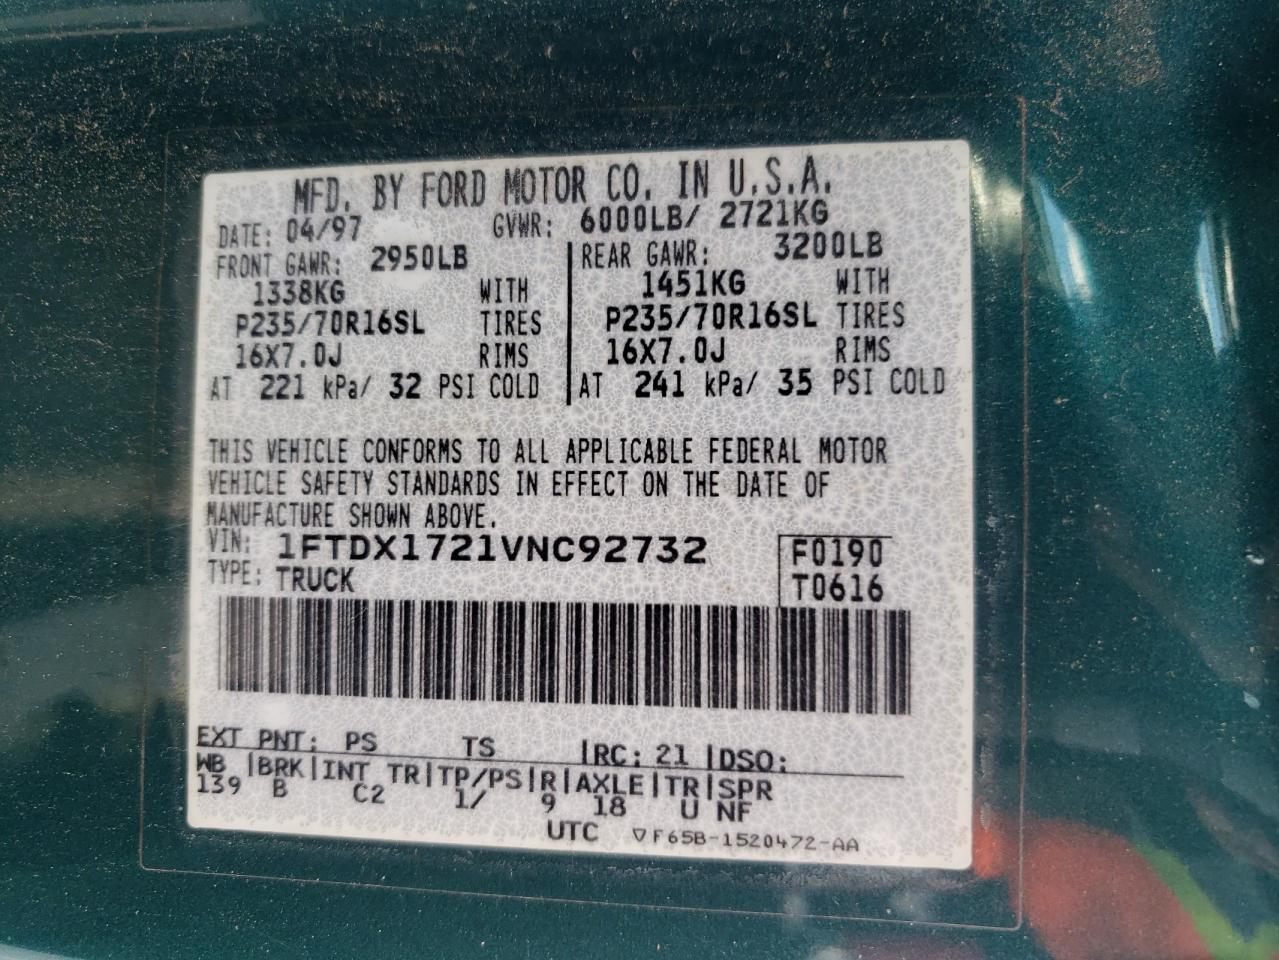 MFD. BY FORD MOTOR CO. IN U.S.A.
DATE: 04/97 GVWR: 6000LB/ 2721KG
FRONT GAWR: 2950LB REAR GAWR: 3200LB
1338KG WITH 1451KG WITH
P235/70R16SL TIRES P235/70R16SL TIRES
16X7.0J RIMS 16X7.0J RIMS
AT 221 kPa/ 32 PSI COLD AT 241 kPa/ 35 PSI COLD
THIS VEHICLE CONFORMS TO ALL APPLICABLE FEDERAL MOTOR
VEHICLE SAFETY STANDARDS IN EFFECT ON THE DATE OF
MANUFACTURE SHOWN ABOVE.
VIN: 1FTDX1721VNC92732 F0190
TYPE: TRUCK T0616
EXT PNT: PS TS |RC: 21 |DSO:
WB |BRK|INT TR|TP/PS|R|AXLE|TR|SPR
139 B C2 1/ 9 18 U NF
UTC ▽F65B-1520472-AA